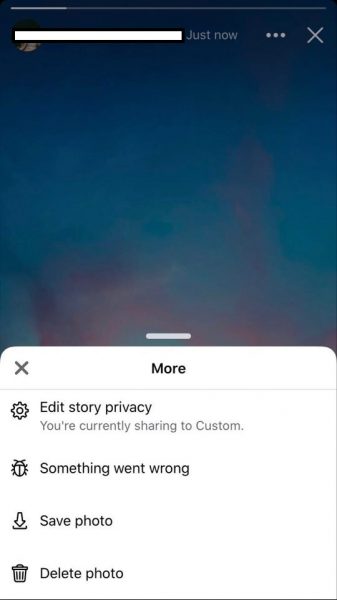 Just now
More
Edit story privacy
You're currently sharing to Custom.
Something went wrong
Save photo
Delete photo